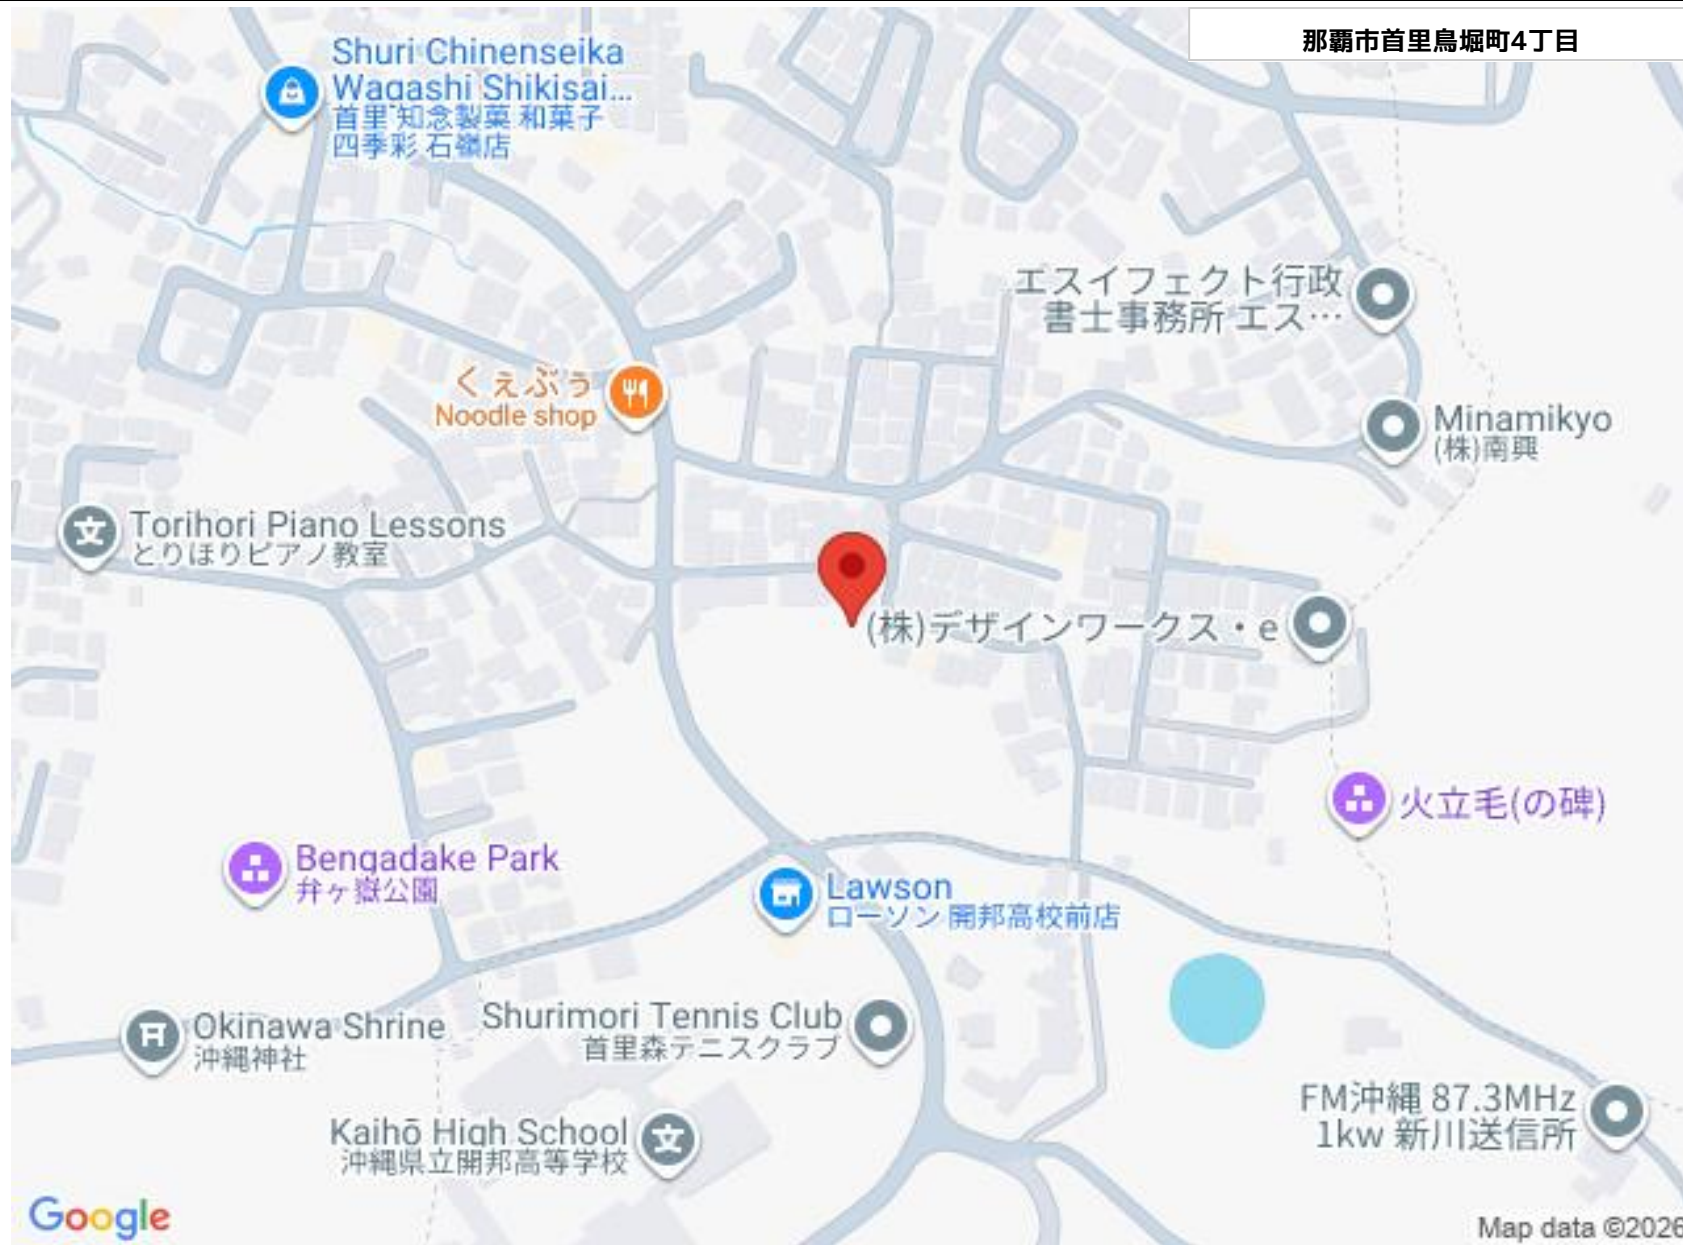 那覇市首里鳥堀町4丁目
Shuri Chinenseika
Wagashi Shikisai...
首里 知念製菓 和菓子
四季彩 石嶺店
エスイフェクト行政
書士事務所 エス…
くぇぶぅ
Noodle shop
Minamikyo
(株)南興
Torihori Piano Lessons
とりほりピアノ教室
(株)デザインワークス・e
火立毛(の碑)
Bengadake Park
弁ヶ嶽公園
Lawson
ローソン 開邦高校前店
Okinawa Shrine
沖縄神社
Shurimori Tennis Club
首里森テニスクラブ
FM沖縄 87.3MHz
1kw 新川送信所
Kaihō High School
沖縄県立開邦高等学校
Google
Map data ©2026